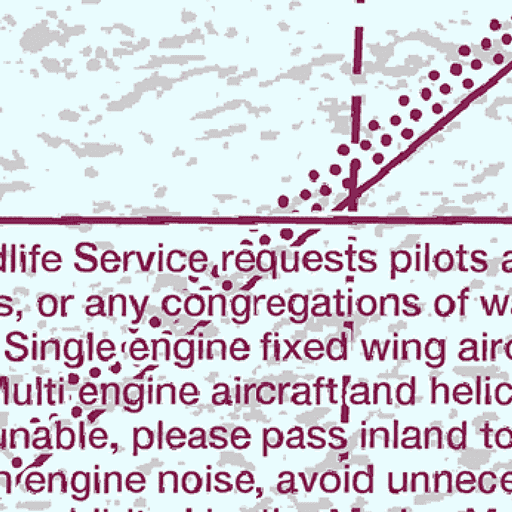 dlife Service requests pilots a
s, or any congregations of w
Single engine fixed wing airc
Multi engine aircraft and helic
unable, please pass inland to
engine noise, avoid unnece